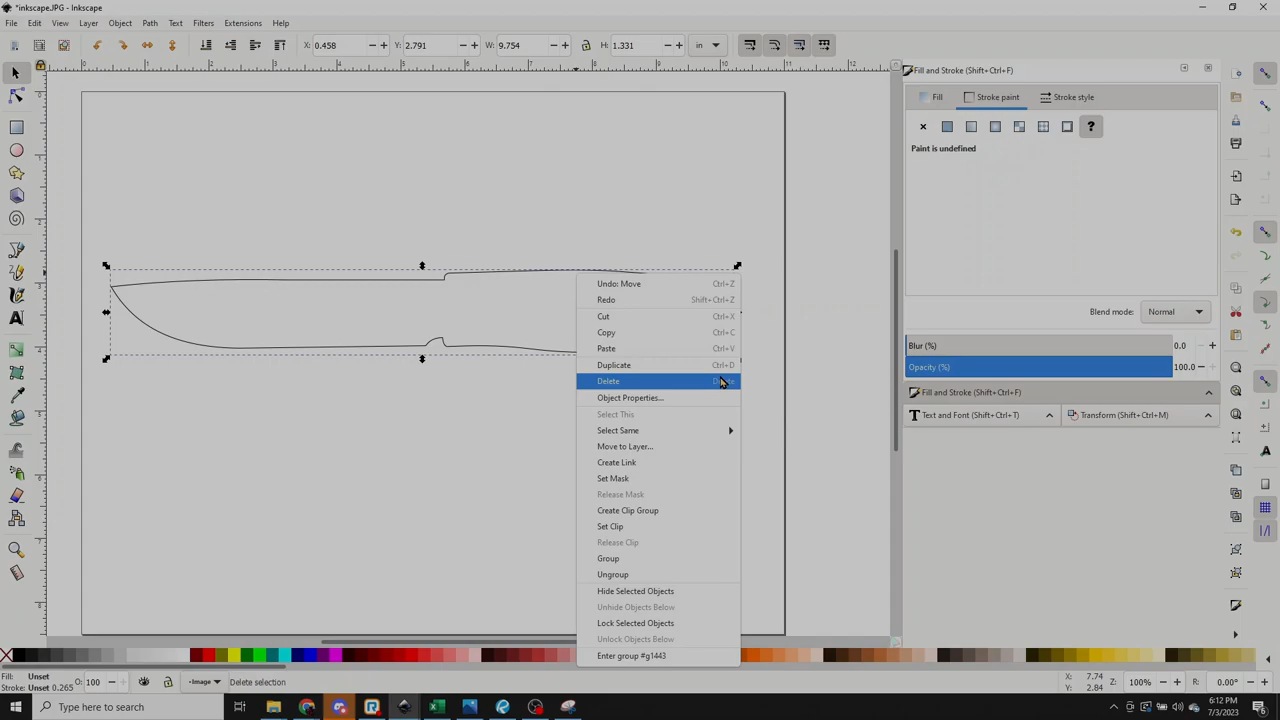 *inkscape.JPG - Inkscape
File Edit View Layer Object Path Text Filters Extensions Help
X: 0.458 Y: 2.791 W: 9.754 H: 1.331 in
Fill and Stroke (Shift+Ctrl+F)
Fill Stroke paint Stroke style
?
Paint is undefined
Undo: Move Ctrl+Z
Redo Shift+Ctrl+Z
Cut Ctrl+X
Copy Ctrl+C
Paste Ctrl+V
Duplicate Ctrl+D
Delete
Object Properties...
Select This
Select Same
Move to Layer...
Create Link
Set Mask
Release Mask
Create Clip Group
Set Clip
Release Clip
Group
Ungroup
Hide Selected Objects
Unhide Objects Below
Lock Selected Objects
Unlock Objects Below
Enter group #g1443
Blend mode: Normal
Blur (%) 0.0
Opacity (%) 100.0
Fill and Stroke (Shift+Ctrl+F)
Text and Font (Shift+Ctrl+T) Transform (Shift+Ctrl+M)
Fill: Unset
Stroke: Unset 0.265 O: 100 Image Delete selection
X: 7.74
Y: 2.84
Z: 100% R: 0.00°
Type here to search
6:12 PM
7/3/2023